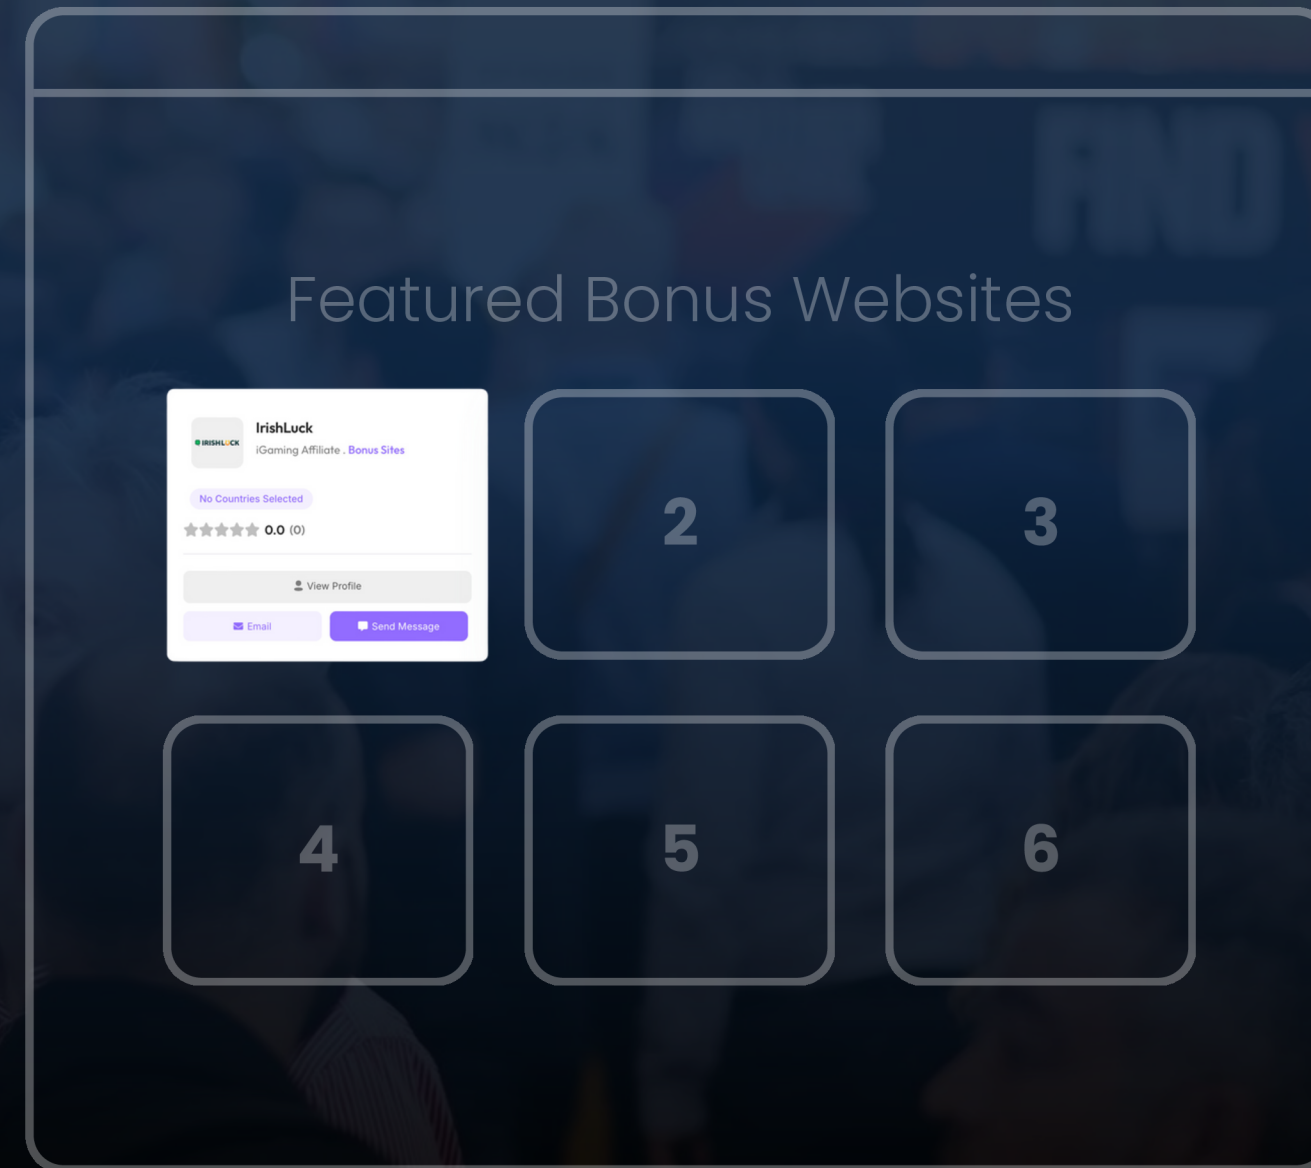 AND
Featured Bonus Websites
IRISHLUCK
IrishLuck
iGaming Affiliate . Bonus Sites
No Countries Selected
0.0 (0)
View Profile
Email
Send Message
2
3
4
5
6